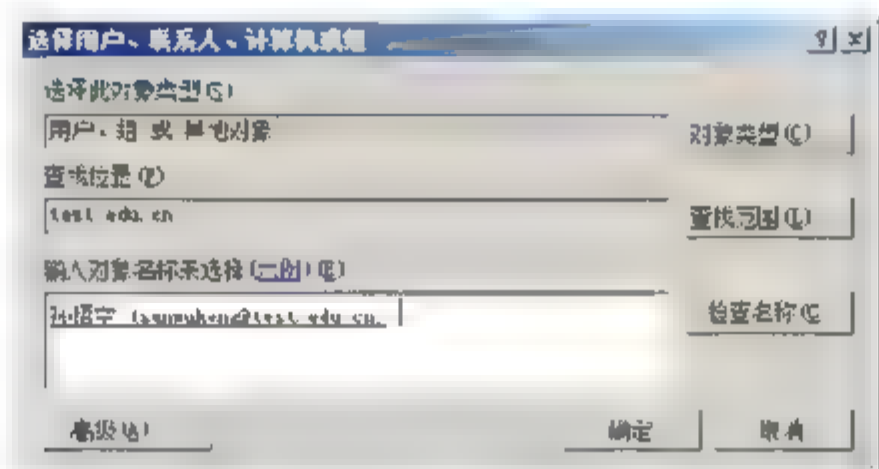 选择用户、联系人、计算机或组
选择此对象类型(S)
用户、组 或 其他对象
对象类型(C)
查找位置(F)
test.edu.cn
查找范围(L)
输入对象名称来选择(示例)(E)
孙悟空 (sunwukong@test.edu.cn)
检查名称(C
高级(A)
确定
取消